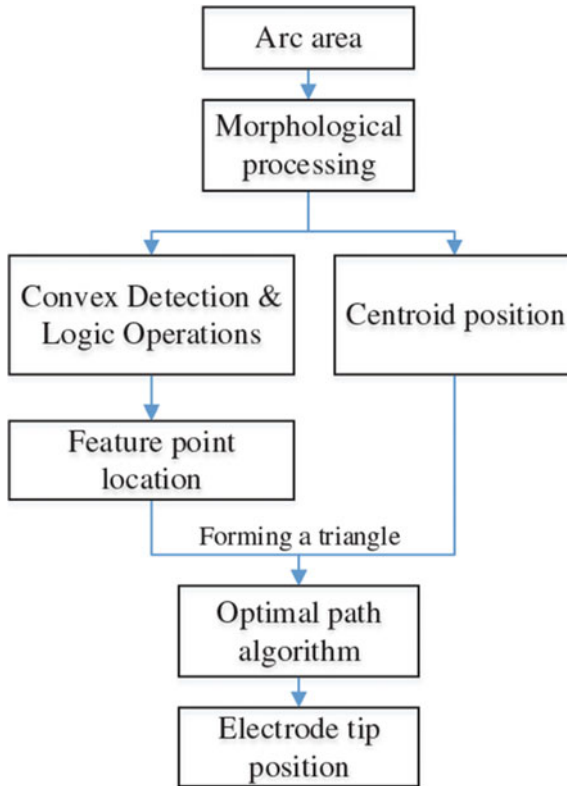 Arc area
Morphological
processing
Convex Detection &
Logic Operations
Centroid position
Feature point
location
Forming a triangle
Optimal path
algorithm
Electrode tip
position